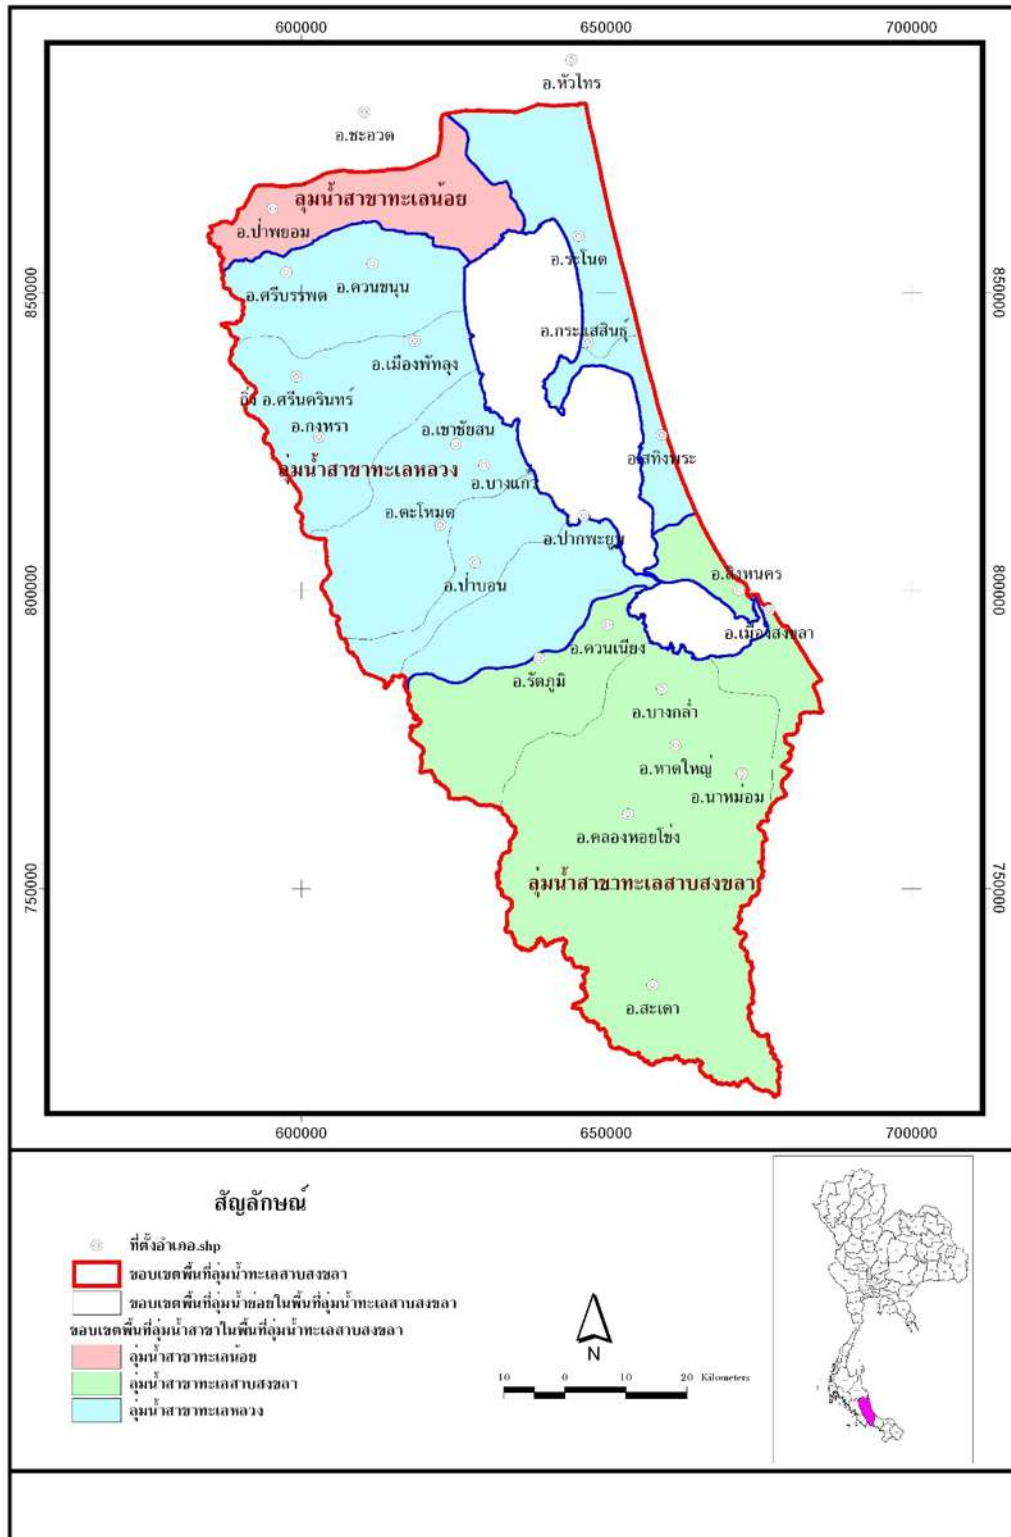 600000 650000 700000
อ.หัวไทร
อ.ชะอวด
ลุ่มน้ำสาขาทะเลน้อย
อ.ป่าพยอม
อ.ระโนด
อ.ควนขนุน
อ.ศรีบรรพต
850000 850000
อ.กระแสสินธุ์
อ.เมืองพัทลุง
อ.ศรีนครินทร์
อ.กงหรา
อ.เขาชัยสน
อ.สทิงพระ
ลุ่มน้ำสาขาทะเลหลวง
อ.บางแก้ว
อ.ตะโหมด
อ.ปากพะยูน
อ.สิงหนคร
อ.ป่าบอน
800000 800000
อ.เมืองสงขลา
อ.ควนเนียง
อ.รัตภูมิ
อ.บางกล่ำ
อ.หาดใหญ่
อ.นาหม่อม
อ.คลองหอยโข่ง
ลุ่มน้ำสาขาทะเลสาบสงขลา
750000 750000
อ.สะเดา
600000 650000 700000
สัญลักษณ์
ที่ตั้งอำเภอ.shp
ขอบเขตพื้นที่ลุ่มน้ำทะเลสาบสงขลา
ขอบเขตพื้นที่ลุ่มน้ำย่อยในพื้นที่ลุ่มน้ำทะเลสาบสงขลา
ขอบเขตพื้นที่ลุ่มน้ำสาขาในพื้นที่ลุ่มน้ำทะเลสาบสงขลา
ลุ่มน้ำสาขาทะเลน้อย
ลุ่มน้ำสาขาทะเลสาบสงขลา
ลุ่มน้ำสาขาทะเลหลวง
N
10 0 10 20 Kilometers